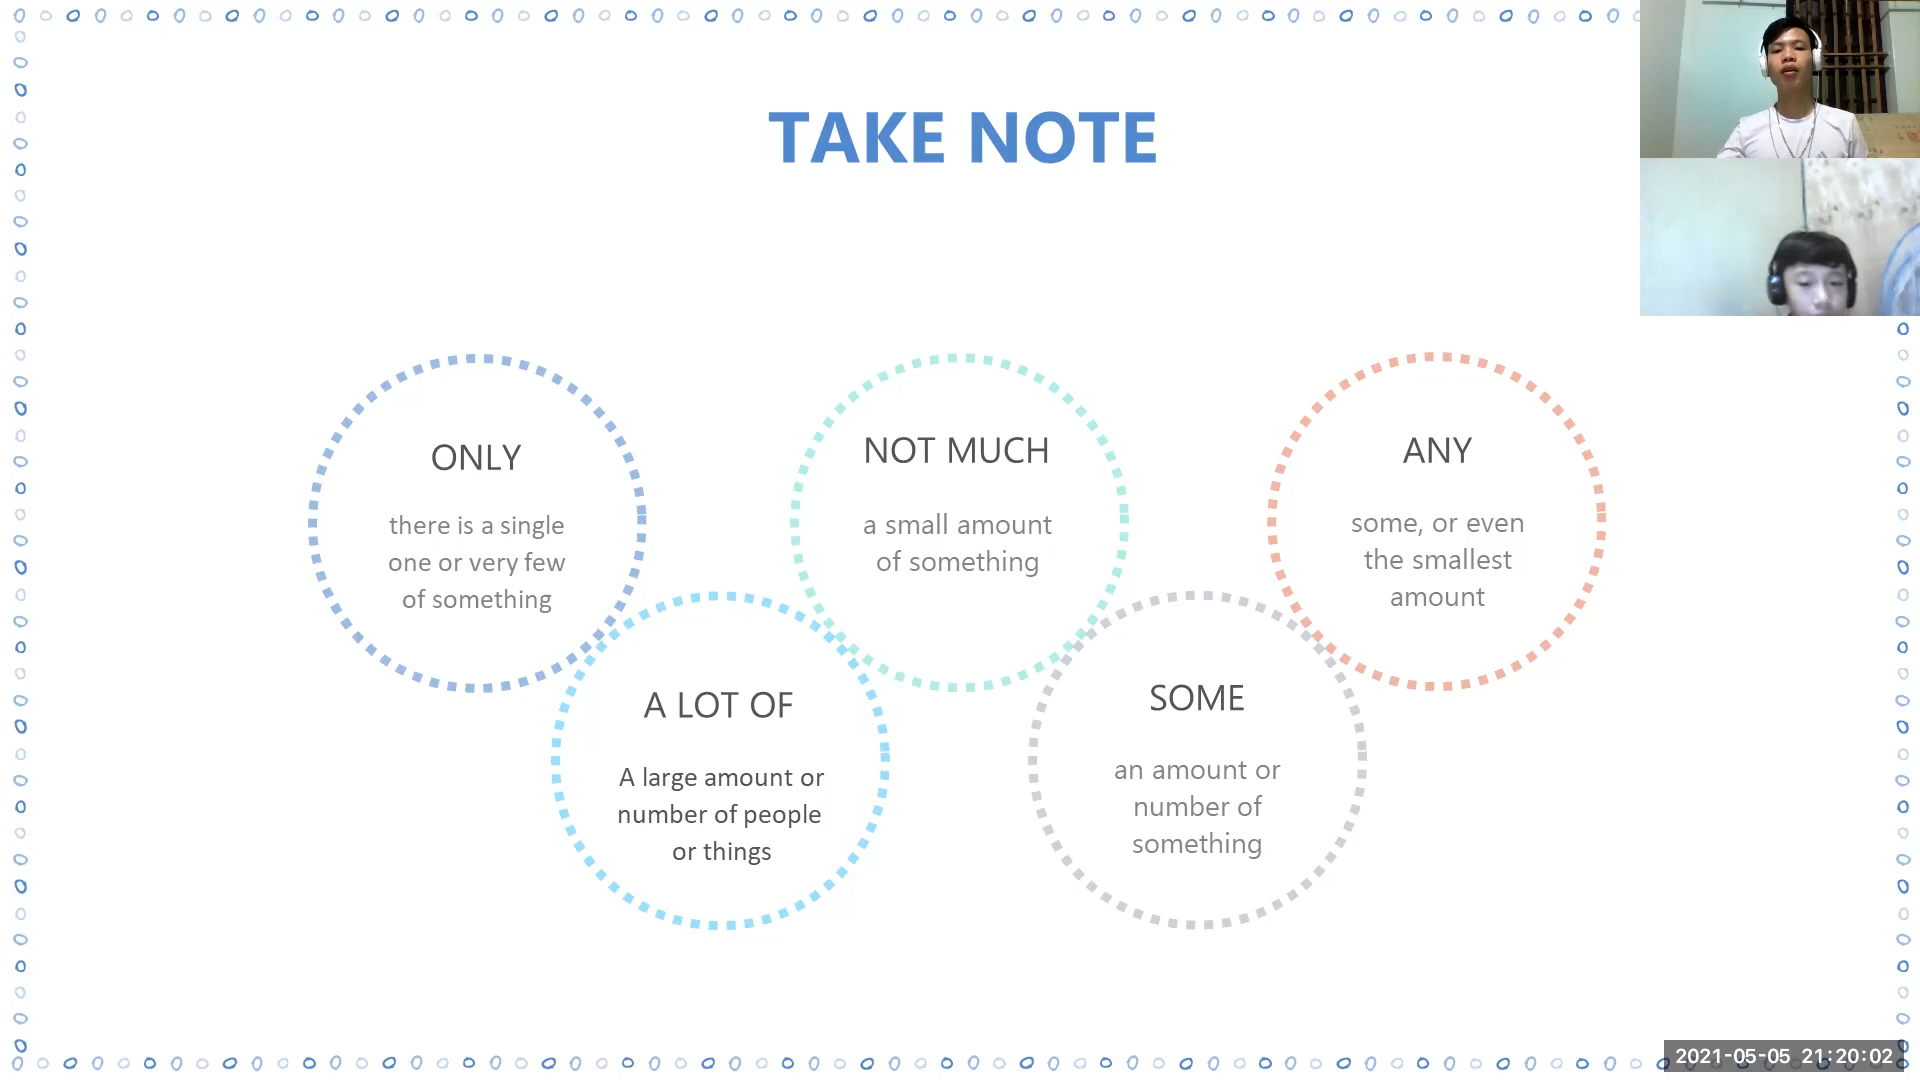 TAKE NOTE
ONLY
there is a single
one or very few
of something
NOT MUCH
a small amount
of something
ANY
some, or even
the smallest
amount
A LOT OF
A large amount or
number of people
or things
SOME
an amount or
number of
something
2021-05-05 21:20:02